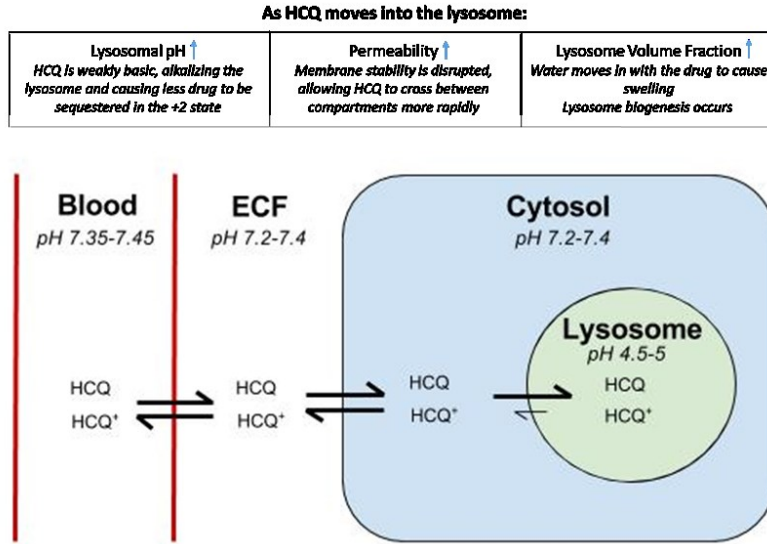 As HCQ moves into the lysosome:
Lysosomal pH ↑
HCQ is weakly basic, alkalizing the
lysosome and causing less drug to be
sequestered in the +2 state
Permeability ↑
Membrane stability is disrupted,
allowing HCQ to cross between
compartments more rapidly
Lysosome Volume Fraction ↑
Water moves in with the drug to cause
swelling
Lysosome biogenesis occurs
Blood
pH 7.35-7.45
ECF
pH 7.2-7.4
Cytosol
pH 7.2-7.4
Lysosome
pH 4.5-5
HCQ
HCQ⁺
HCQ
HCQ⁺
HCQ
HCQ⁺
HCQ
HCQ⁺